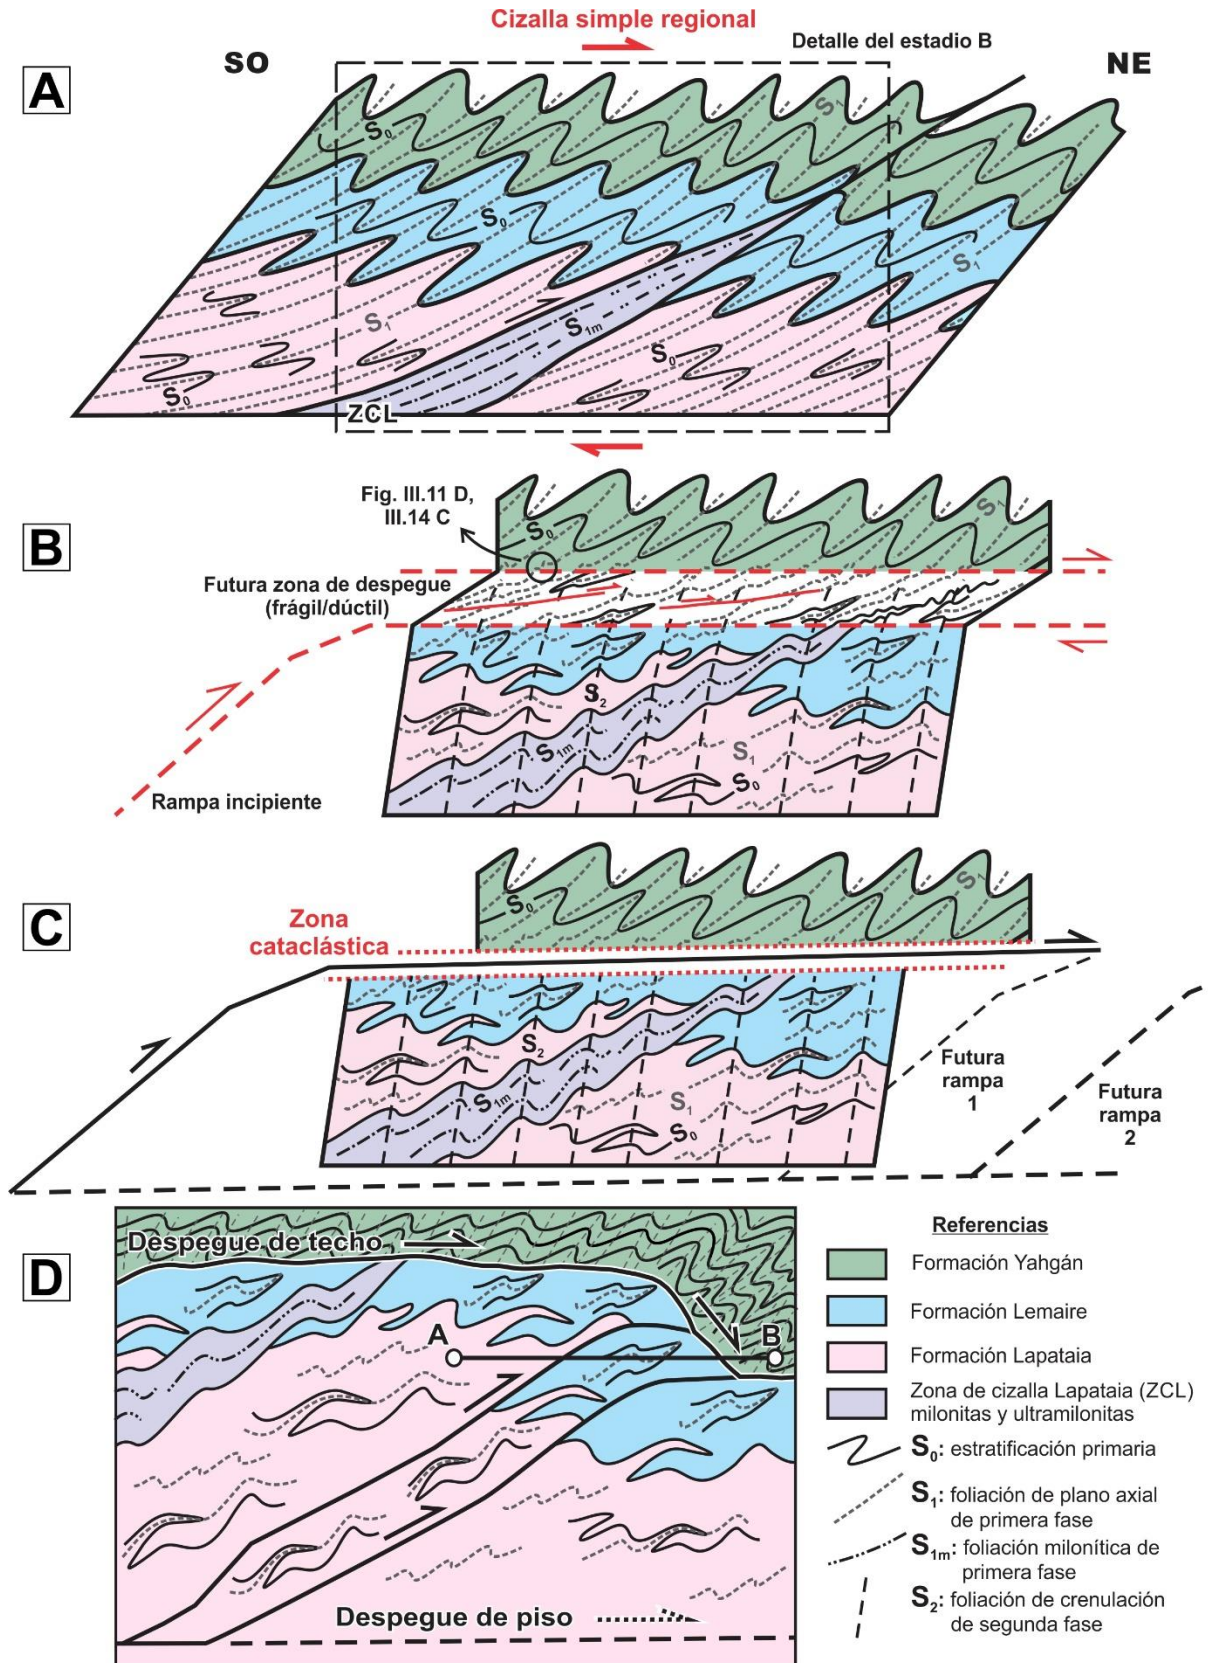 Cizalla simple regional
Detalle del estadio B
SO
NE
A
S1
S0
S0
S1
S1
S1m
S0
S0
ZCL
Fig. III.11 D,
III.14 C
B
S1
S0
Futura zona de despegue
(frágil/dúctil)
S2
S1m
S1
S0
Rampa incipiente
C
S1
S0
Zona
cataclástica
S2
S1m
S1
S0
Futura
rampa
1
Futura
rampa
2
D
Despegue de techo
A
B
Despegue de piso
Referencias
Formación Yahgán
Formación Lemaire
Formación Lapataia
Zona de cizalla Lapataia (ZCL)
milonitas y ultramilonitas
S0: estratificación primaria
S1: foliación de plano axial
de primera fase
S1m: foliación milonítica de
primera fase
S2: foliación de crenulación
de segunda fase